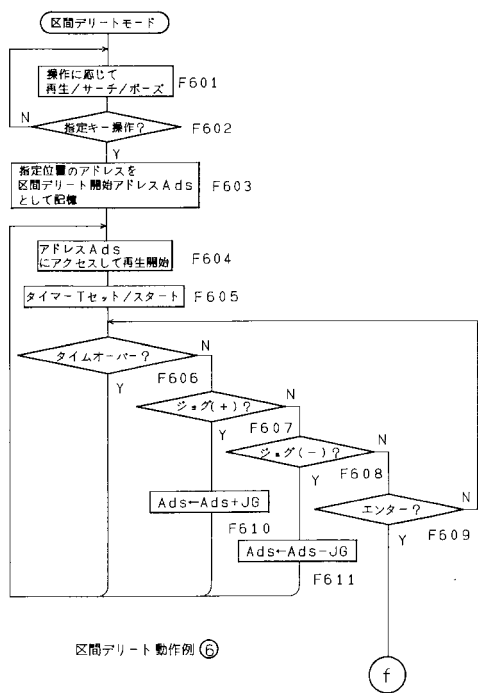 区間デリートモード
操作に応じて
再生/サーチ/ポーズ
F601
N
指定キー操作?
F602
Y
指定位置のアドレスを
区間デリート開始アドレスAds
として記憶
F603
アドレスAds
にアクセスして再生開始
F604
タイマーTセット/スタート
F605
タイムオーバー?
N
Y
F606
ジョグ(+)?
N
Y
F607
ジョグ(-)?
N
Y
F608
エンター?
N
Y
F609
Ads←Ads+JG
F610
Ads←Ads-JG
F611
区間デリート動作例⑥
f